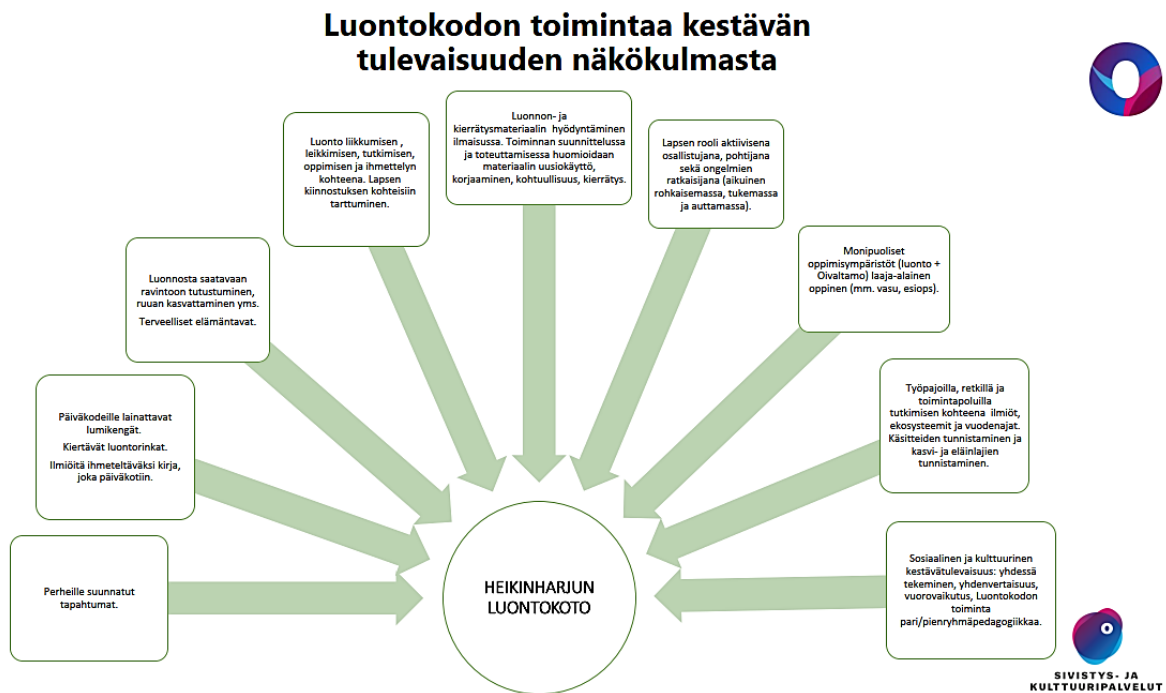 Luontokodon toimintaa kestävän
tulevaisuuden näkökulmasta
Perheille suunnatut
tapahtumat.
Päiväkodeille lainattavat
lumikengät.
Kiertävät luontorinkat.
Ilmiöitä ihmeteltäväksi kirja,
joka päiväkotiin.
Luonnosta saatavaan
ravintoon tutustuminen,
ruuan kasvattaminen yms.
Terveelliset elämäntavat.
Luonto liikkumisen ,
leikkimisen, tutkimisen,
oppimisen ja ihmettelyn
kohteena. Lapsen
kiinnostuksen kohteisiin
tarttuminen.
Luonnon- ja
kierrätysmateriaalin hyödyntäminen
ilmaisussa. Toiminnan suunnittelussa
ja toteuttamisessa huomioidaan
materiaalin uusiokäyttö,
korjaaminen, kohtuullisuus, kierrätys.
Lapsen rooli aktiivisena
osallistujana, pohtijana
sekä ongelmien
ratkaisijana (aikuinen
rohkaisemassa, tukemassa
ja auttamassa).
Monipuoliset
oppimisympäristöt (luonto +
Oivaltamo) laaja-alainen
oppinen (mm. vasu, esiops).
Työpajoilla, retkillä ja
toimintapoluilla
tutkimisen kohteena ilmiöt,
ekosysteemit ja vuodenajat.
Käsitteiden tunnistaminen ja
kasvi- ja eläinlajien
tunnistaminen.
Sosiaalinen ja kulttuurinen
kestävätulevaisuus: yhdessä
tekeminen, yhdenvertaisuus,
vuorovaikutus, Luontokodon
toiminta
pari/pienryhmäpedagogiikkaa.
HEIKINHARJUN
LUONTOKOTO
SIVISTYS- JA
KULTTUURIPALVELUT